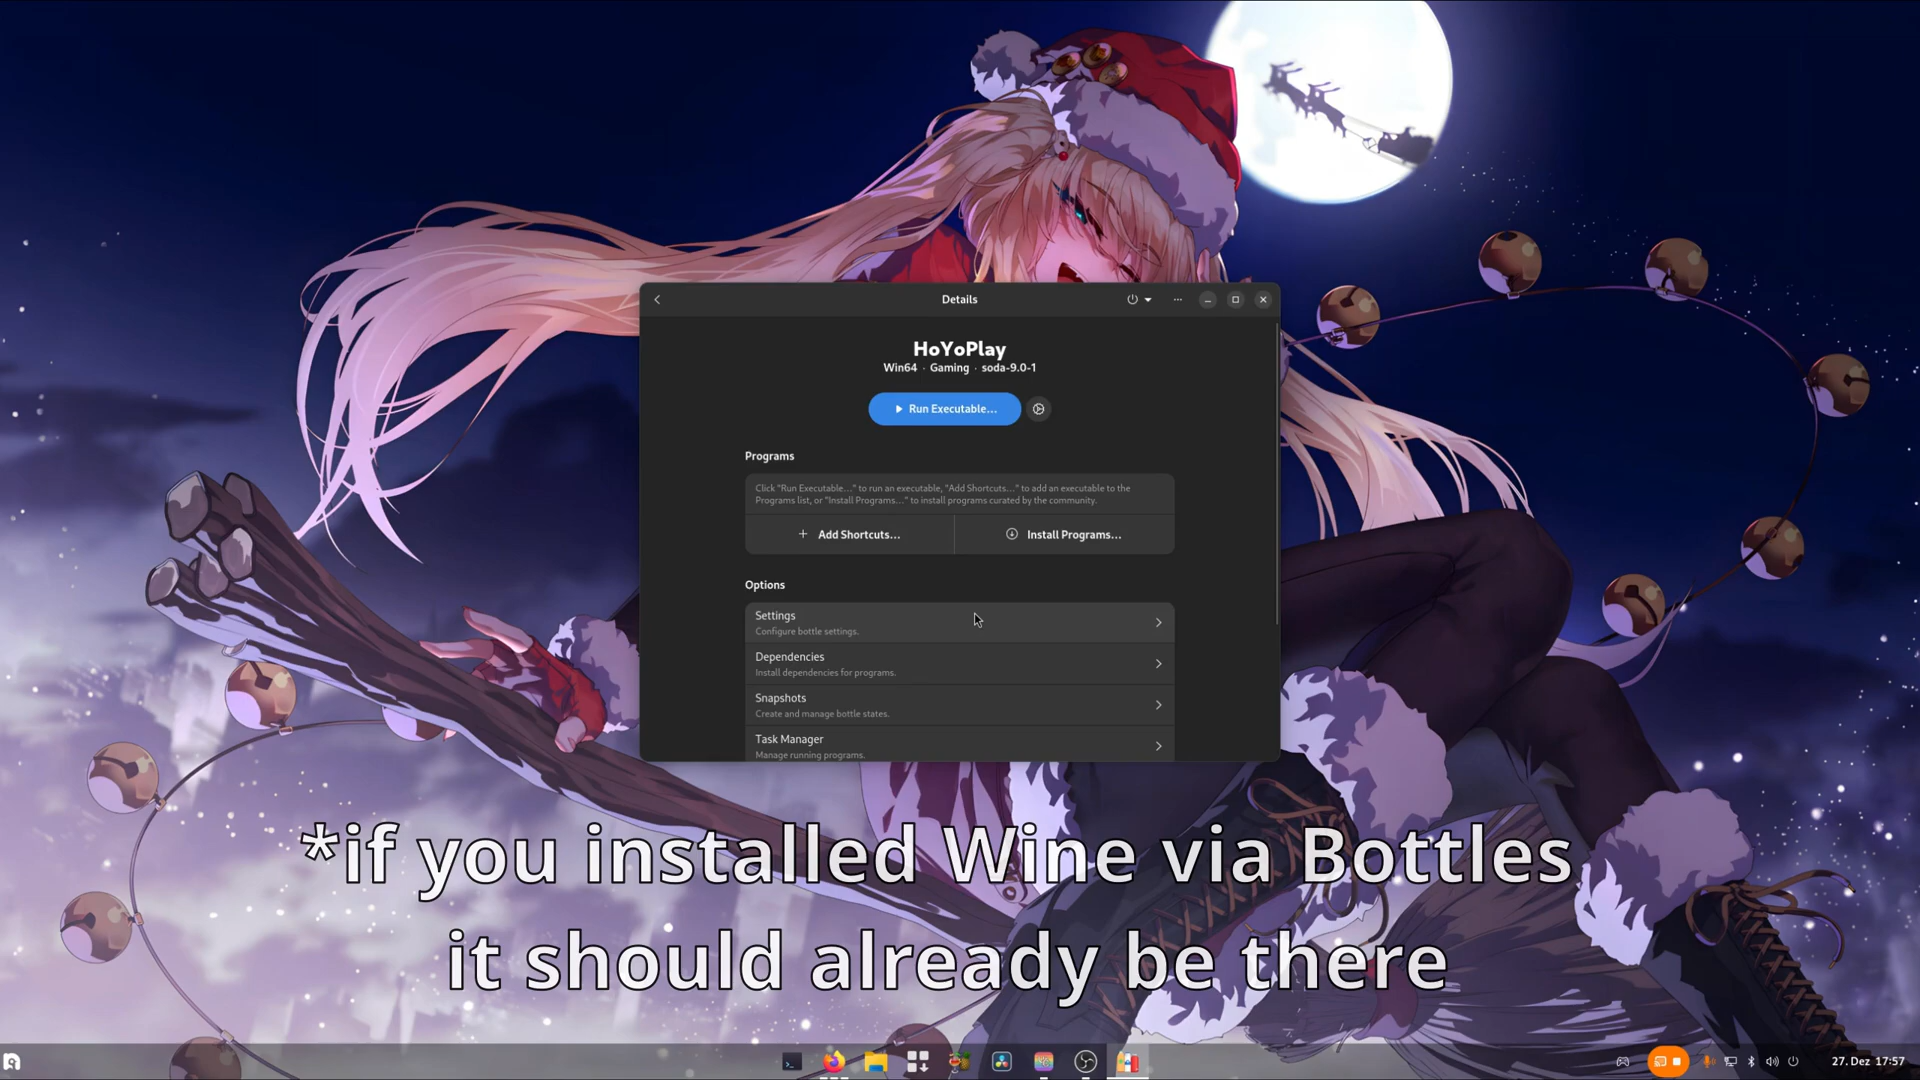 Details
HoYoPlay
Win64 · Gaming · soda-9.0-1
Run Executable...
Programs
Click "Run Executable..." to run an executable, "Add Shortcuts..." to add an executable to the
Programs list, or "Install Programs..." to install programs curated by the community.
+ Add Shortcuts...
Install Programs...
Options
Settings
Configure bottle settings.
Dependencies
Install dependencies for programs.
Snapshots
Create and manage bottle states.
Task Manager
Manage running programs.
*if you installed Wine via Bottles
it should already be there
27. Dez 17:57